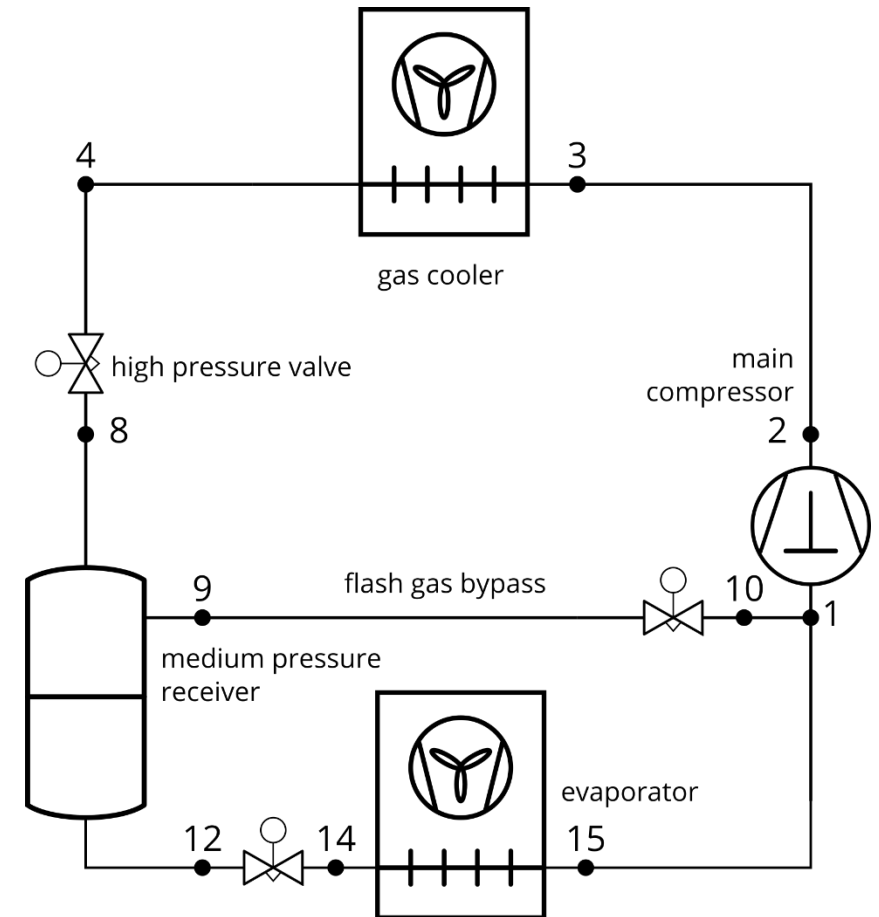 4
3
gas cooler
high pressure valve
main
compressor
8
2
9
flash gas bypass
10
1
medium pressure
receiver
evaporator
12
14
15